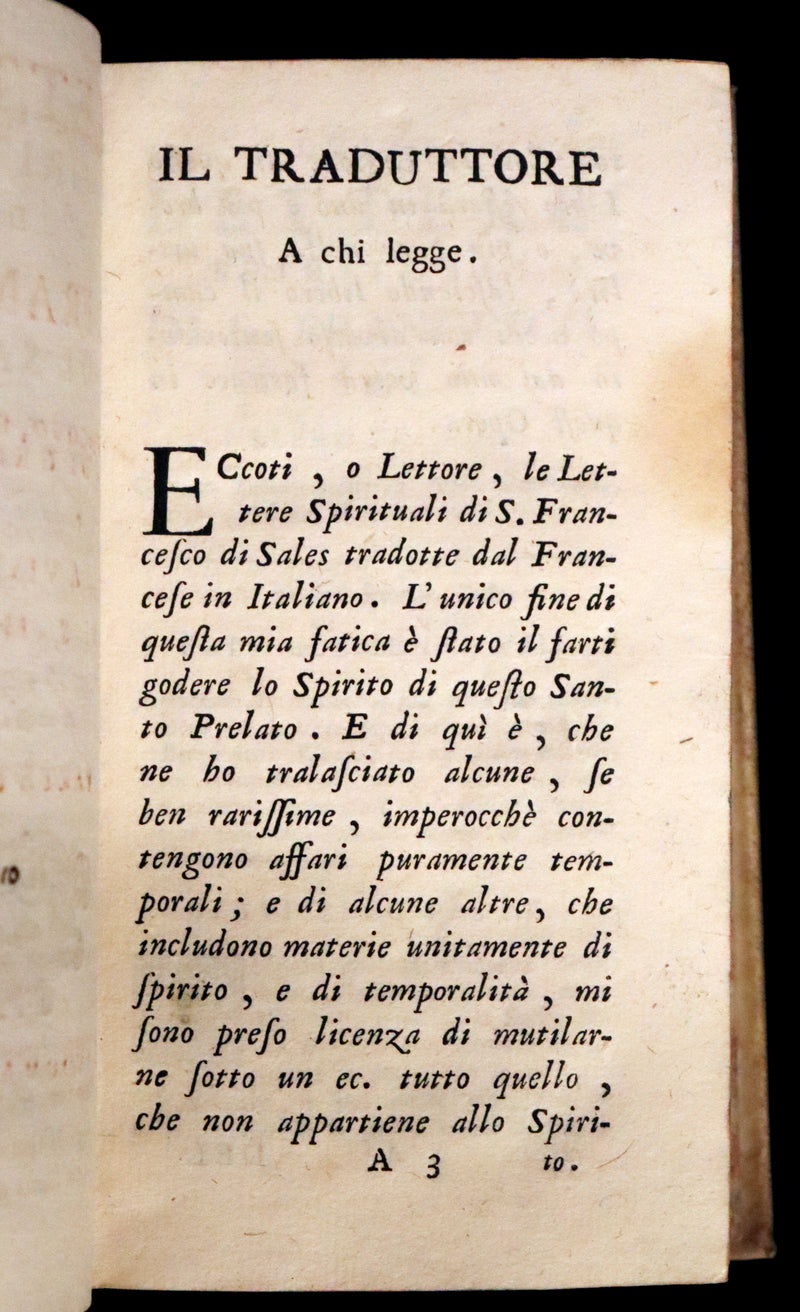 IL TRADUTTORE
A chi legge.
ECcoti , o Lettore , le Let-
tere Spirituali di S. Fran-
ceſco di Sales tradotte dal Fran-
ceſe in Italiano . L' unico fine di
queſta mia fatica è ſtato il farti
godere lo Spirito di queſto San-
to Prelato . E di quì è , che
ne ho tralaſciato alcune , ſe
ben rariſſime , imperocchè con-
tengono affari puramente tem-
porali ; e di alcune altre , che
includono materie unitamente di
ſpirito , e di temporalità , mi
ſono preſo licenza di mutilar-
ne ſotto un ec. tutto quello ,
che non appartiene allo Spiri-
A 3 to.